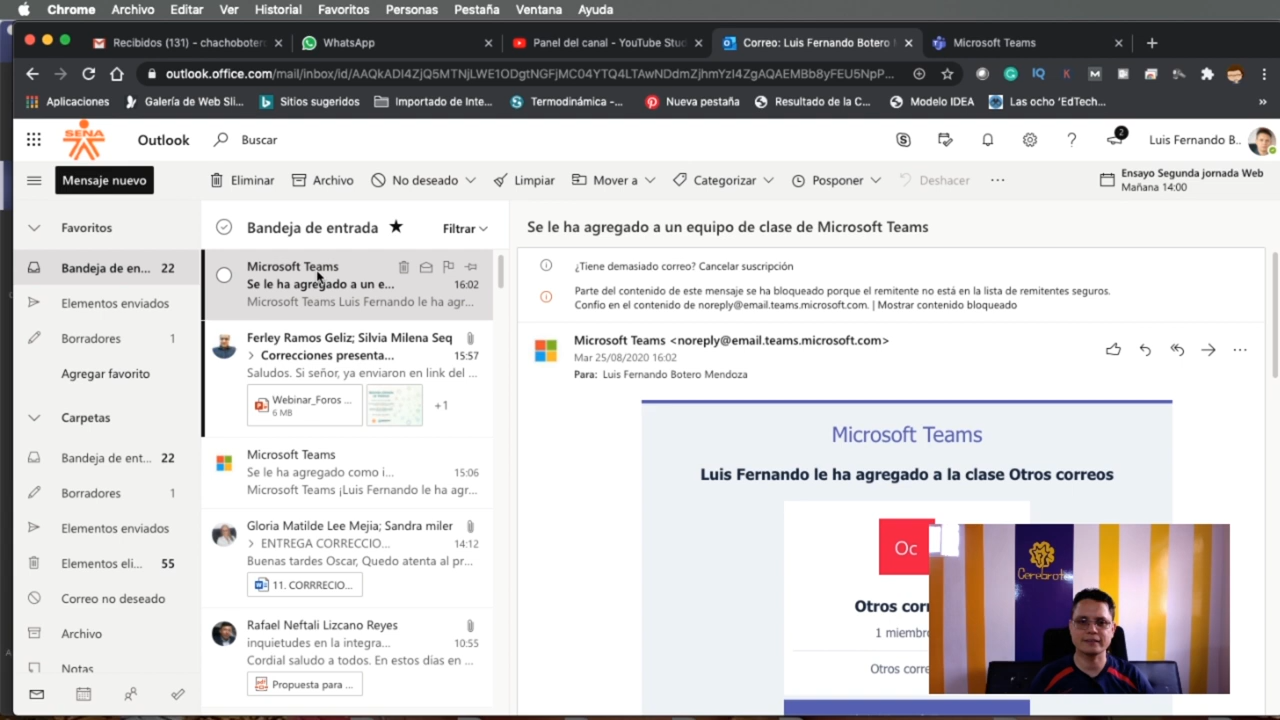 Chrome Archivo Editar Ver Historial Favoritos Personas Pestaña Ventana Ayuda
Recibidos (131) - chachoboter
WhatsApp
Panel del canal - YouTube Stud
Correo: Luis Fernando Botero
Microsoft Teams
outlook.office.com/mail/inbox/id/AAQkADI4ZjQ5MTNjLWE1ODgtNGFjMC04YTQ4LTAwNDdmZjhmYzI4ZgAQAEMBb8yFEU5NpP...
Aplicaciones
Galería de Web Sli...
Sitios sugeridos
Importado de Inte...
Termodinámica -...
Nueva pestaña
Resultado de la C...
Modelo IDEA
Las ocho 'EdTech...
»
SENA
Outlook
Buscar
2
Luis Fernando B..
Mensaje nuevo
Eliminar
Archivo
No deseado
Limpiar
Mover a
Categorizar
Posponer
Deshacer
...
Ensayo Segunda jornada Web
Mañana 14:00
Favoritos
Bandeja de en... 22
Elementos enviados
Borradores 1
Agregar favorito
Carpetas
Bandeja de ent... 22
Borradores 1
Elementos enviados
Elementos eli... 55
Correo no deseado
Archivo
Notas
Bandeja de entrada ★
Filtrar
Microsoft Teams
Se le ha agregado a un e... 16:02
Microsoft Teams Luis Fernando le ha agr...
Ferley Ramos Geliz; Silvia Milena Seq
> Correcciones presenta... 15:57
Saludos. Si señor, ya enviaron en link del ...
Webinar_Foros ...
6 MB
+1
Microsoft Teams
Se le ha agregado como i... 15:06
Microsoft Teams ¡Luis Fernando le ha agr...
Gloria Matilde Lee Mejia; Sandra miler
> ENTREGA CORRECCIO... 14:12
Buenas tardes Oscar, Quedo atenta al pr...
11. CORRRECIO...
Rafael Neftali Lizcano Reyes
inquietudes en la integra... 10:55
Cordial saludo a todos. En estos días en ...
Propuesta para ...
Se le ha agregado a un equipo de clase de Microsoft Teams
¿Tiene demasiado correo? Cancelar suscripción
Parte del contenido de este mensaje se ha bloqueado porque el remitente no está en la lista de remitentes seguros.
Confío en el contenido de noreply@email.teams.microsoft.com. | Mostrar contenido bloqueado
Microsoft Teams <noreply@email.teams.microsoft.com>
Mar 25/08/2020 16:02
Para: Luis Fernando Botero Mendoza
Microsoft Teams
Luis Fernando le ha agregado a la clase Otros correos
Oc
Otros
1
Otros